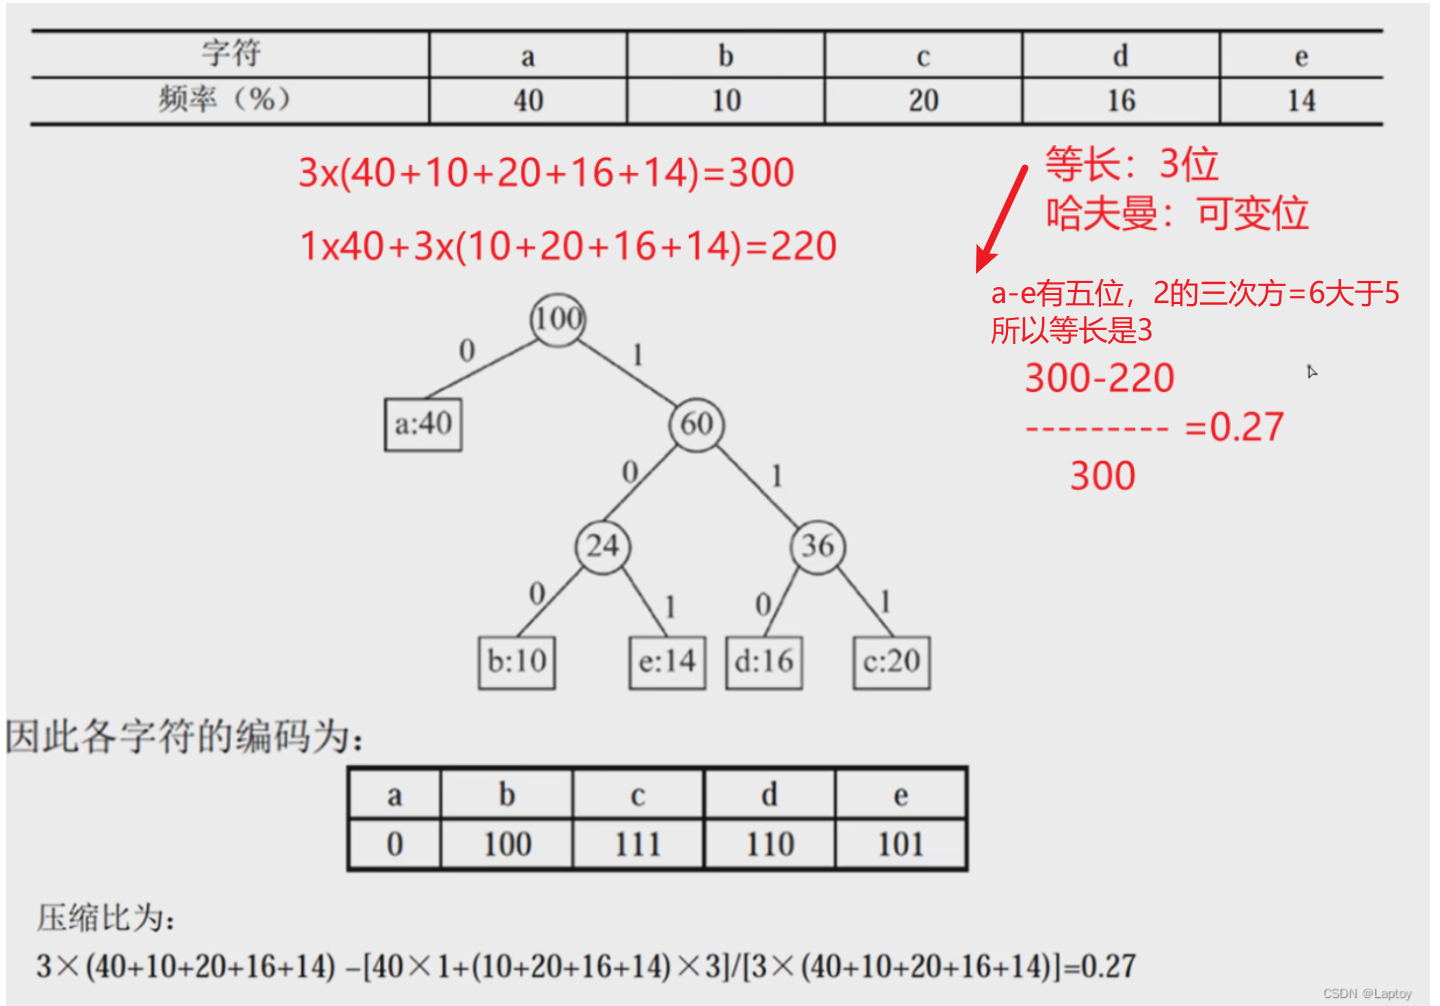 字符 a b c d e
频率（%） 40 10 20 16 14
3x(40+10+20+16+14)=300
等长：3位
哈夫曼：可变位
1x40+3x(10+20+16+14)=220
a-e有五位，2的三次方=6大于5
所以等长是3
300-220
--------- =0.27
300
100
0 1
a:40 60
0 1
24 36
0 1 0 1
b:10 e:14 d:16 c:20
因此各字符的编码为：
a b c d e
0 100 111 110 101
压缩比为：
3×(40+10+20+16+14) –[40×1+(10+20+16+14)×3]/[3×(40+10+20+16+14)]=0.27
CSDN @Laptoy